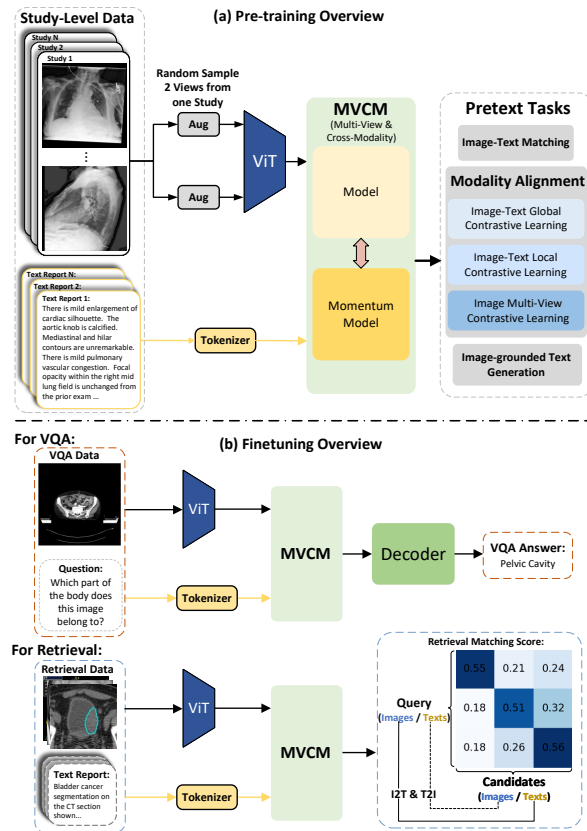 (a) Pre-training Overview
Study-Level Data
Study N
Study 2
Study 1
Random Sample
2 Views from
one Study
Aug
Aug
ViT
MVCM
(Multi-View &
Cross-Modality)
Model
Momentum
Model
Pretext Tasks
Image-Text Matching
Modality Alignment
Image-Text Global
Contrastive Learning
Image-Text Local
Contrastive Learning
Image Multi-View
Contrastive Learning
Image-grounded Text
Generation
Text Report N:
Text Report 2:
Text Report 1:
There is mild enlargement of
cardiac silhouette. The
aortic knob is calcified.
Mediastinal and hilar
contours are unremarkable.
There is mild pulmonary
vascular congestion. Focal
opacity within the right mid
lung field is unchanged from
the prior exam ...
Tokenizer
(b) Finetuning Overview
For VQA:
VQA Data
Question:
Which part of
the body does
this image
belong to?
ViT
Tokenizer
MVCM
Decoder
VQA Answer:
Pelvic Cavity
For Retrieval:
Retrieval Data
Text Report:
Bladder cancer
segmentation on
the CT section
shown...
ViT
Tokenizer
MVCM
Retrieval Matching Score:
0.55 0.21 0.24
0.18 0.51 0.32
0.18 0.26 0.56
Query
(Images / Texts)
Candidates
(Images / Texts)
I2T & T2I